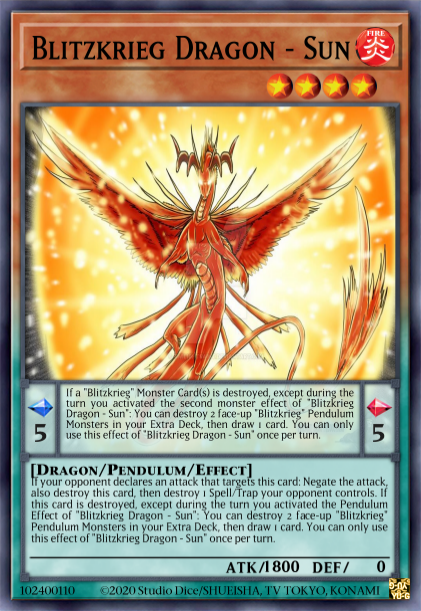 Blitzkrieg Dragon - Sun
FIRE
炎
If a "Blitzkrieg" Monster Card(s) is destroyed, except during the
turn you activated the second monster effect of "Blitzkrieg
Dragon - Sun": You can destroy 2 face-up "Blitzkrieg" Pendulum
Monsters in your Extra Deck, then draw 1 card. You can only
use this effect of "Blitzkrieg Dragon - Sun" once per turn.
5
5
[Dragon/Pendulum/Effect]
If your opponent declares an attack that targets this card: Negate the attack,
also destroy this card, then destroy 1 Spell/Trap your opponent controls. If
this card is destroyed, except during the turn you activated the Pendulum
Effect of "Blitzkrieg Dragon - Sun": You can destroy 2 face-up "Blitzkrieg"
Pendulum Monsters in your Extra Deck, then draw 1 card. You can only use
this effect of "Blitzkrieg Dragon - Sun" once per turn.
ATK/1800 DEF/ 0
102400110 ©2020 Studio Dice/SHUEISHA, TV TOKYO, KONAMI